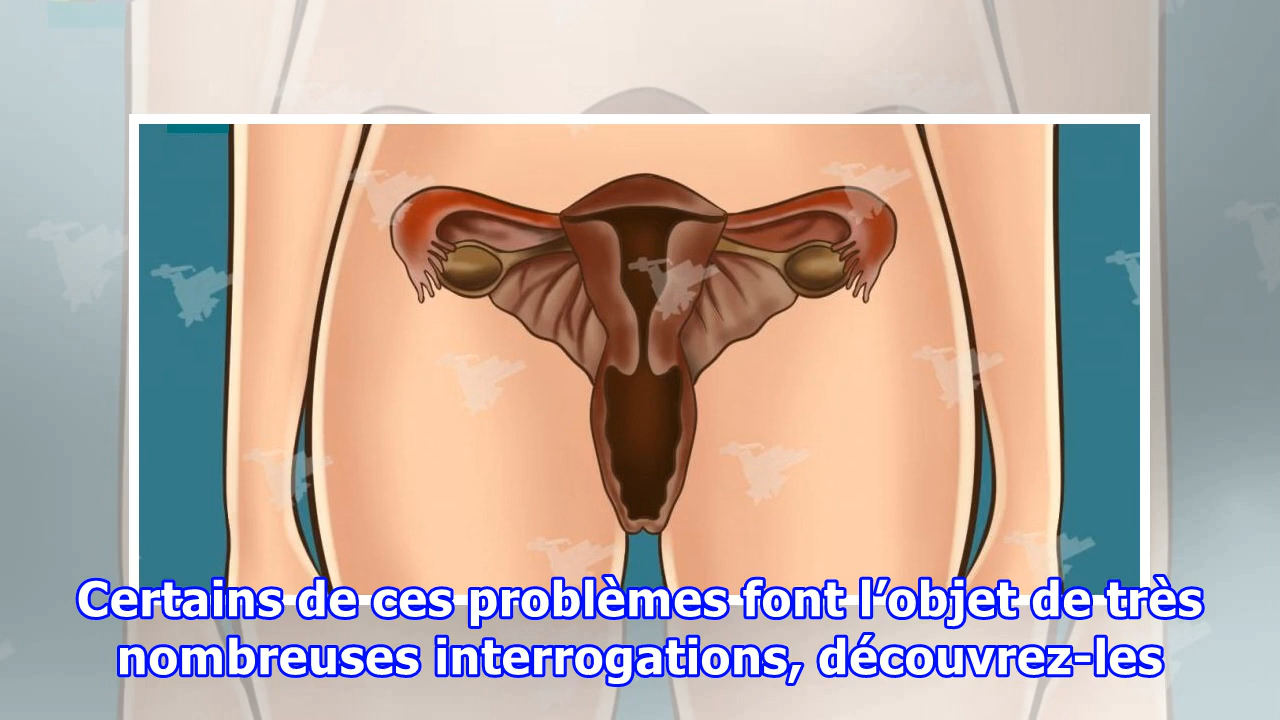 Certains de ces problèmes font l’objet de très
nombreuses interrogations, découvrez-les